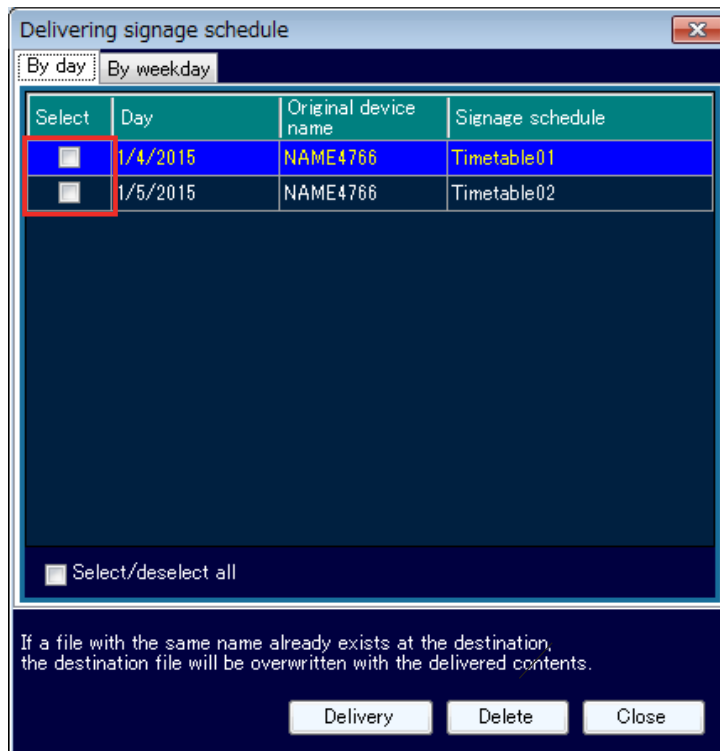 Delivering signage schedule
By day By weekday
Select Day Original device name Signage schedule
1/4/2015 NAME4766 Timetable01
1/5/2015 NAME4766 Timetable02
Select/deselect all
If a file with the same name already exists at the destination,
the destination file will be overwritten with the delivered contents.
Delivery Delete Close